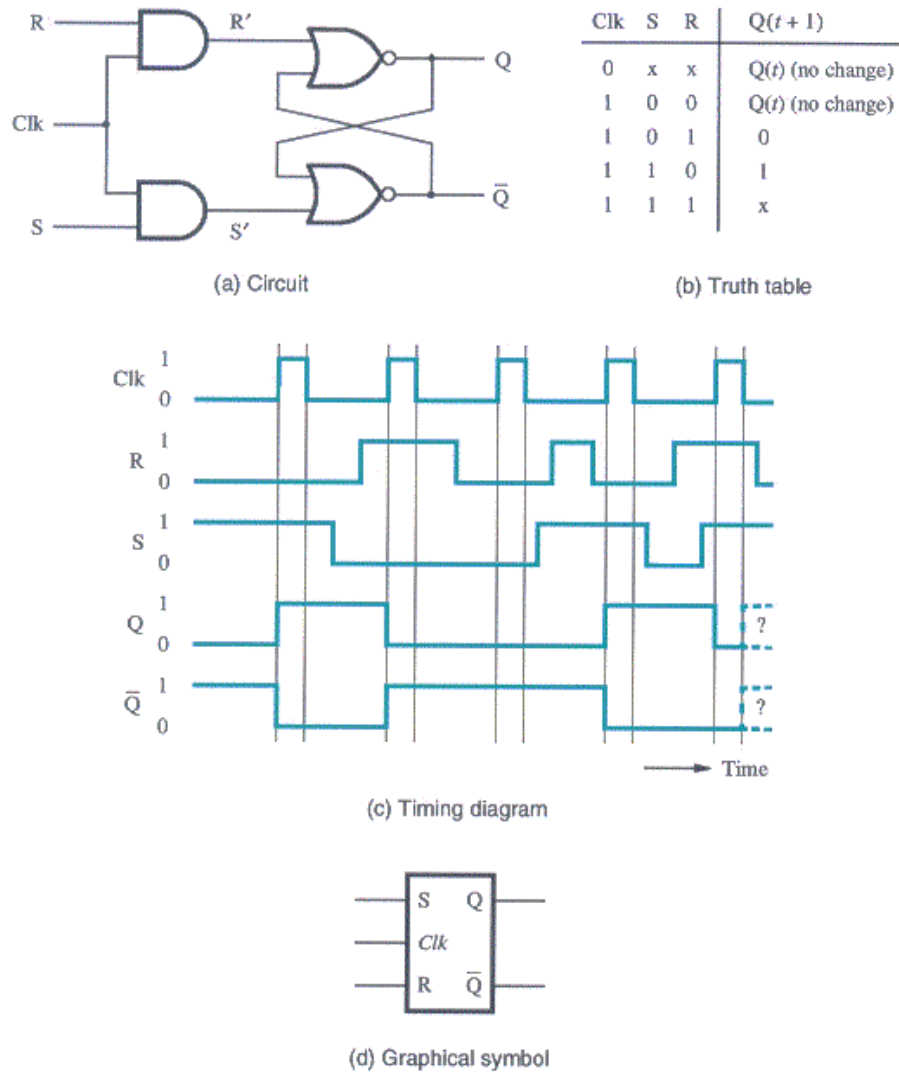 R
R′
Q
Clk
S
S′
Q̅
(a) Circuit
Clk S R Q(t + 1)
0 x x Q(t) (no change)
1 0 0 Q(t) (no change)
1 0 1 0
1 1 0 1
1 1 1 x
(b) Truth table
Clk 1
0
R 1
0
S 1
0
Q 1
0
?
Q̅ 1
0
?
Time
(c) Timing diagram
S Q
Clk
R Q̅
(d) Graphical symbol